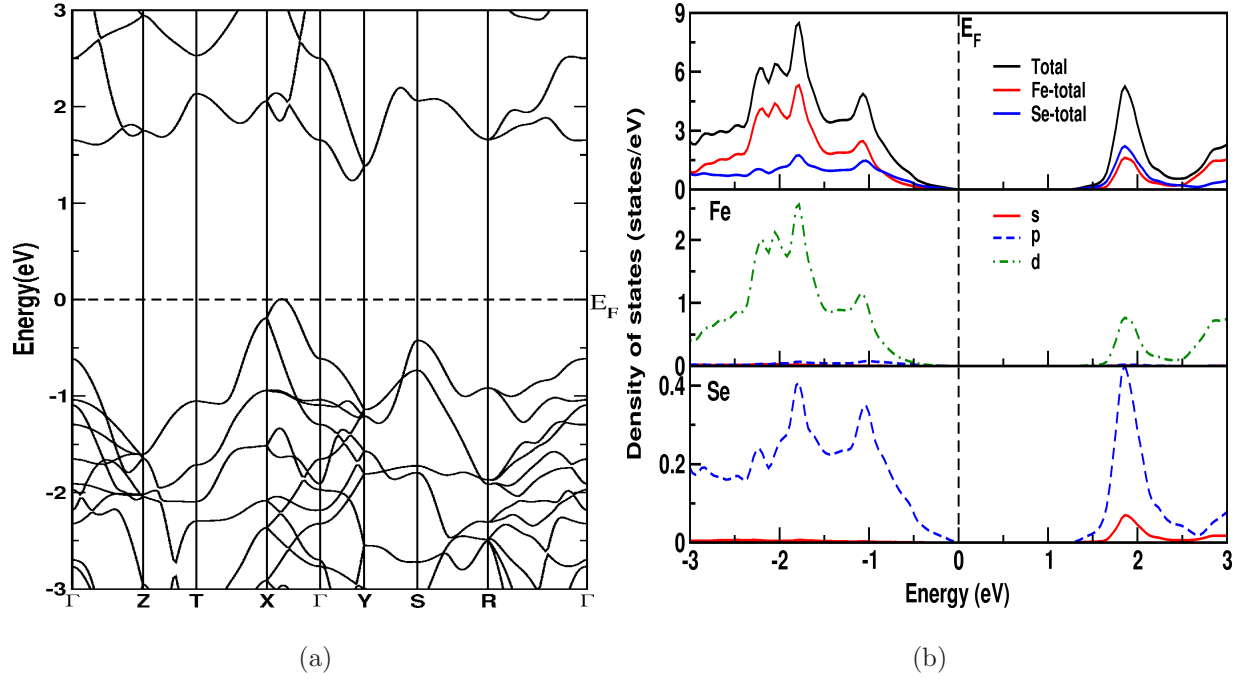 3
2
1
0
-1
-2
-3
Energy(eV)
E_F
Γ Z T X Γ Y S R Γ
(a)
9
6
3
0
E_F
Total
Fe-total
Se-total
Fe
2
1
0
s
p
d
Density of states (states/eV)
Se
0.4
0.2
0
-3 -2 -1 0 1 2 3
Energy (eV)
(b)